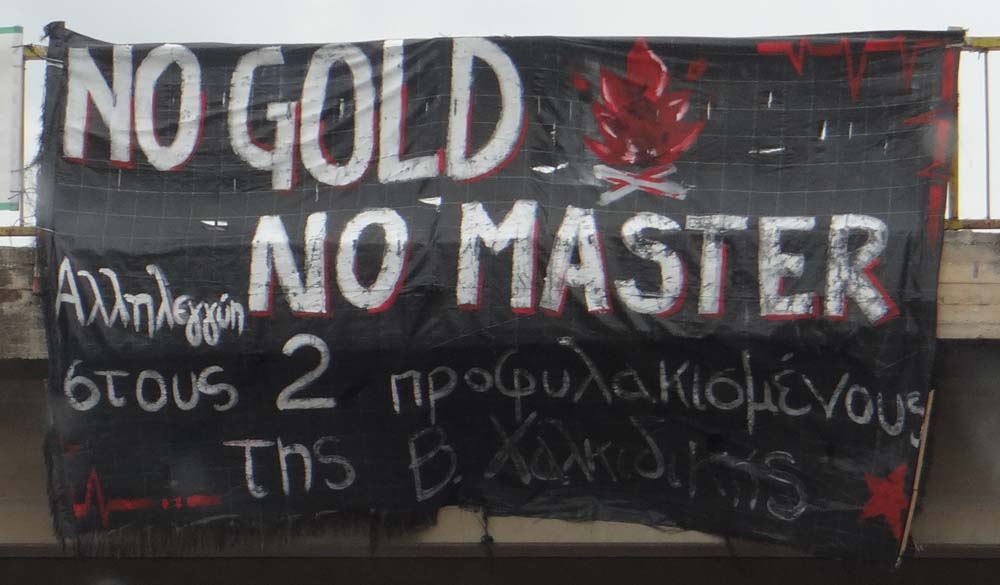 NO GOLD
NO MASTER
Αλληλεγγύη
στους 2 προφυλακισμένους
της Β. Χαλκιδικής